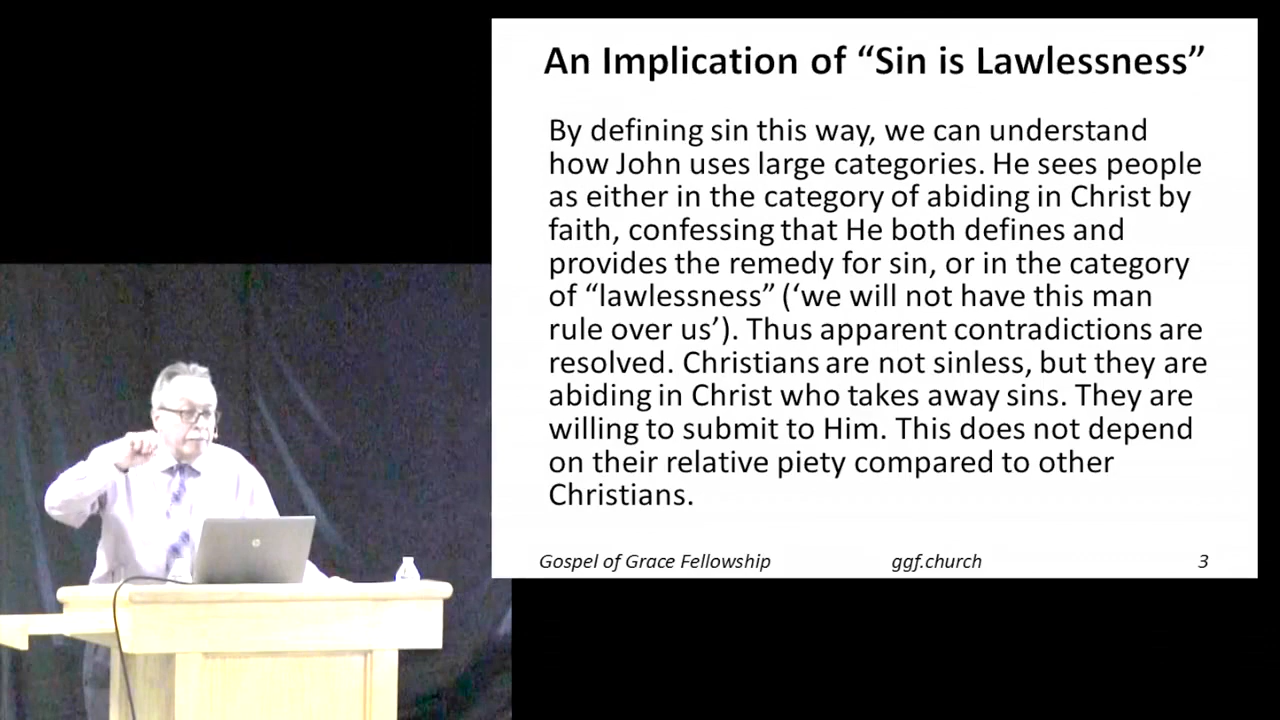 An Implication of “Sin is Lawlessness”
By defining sin this way, we can understand
how John uses large categories. He sees people
as either in the category of abiding in Christ by
faith, confessing that He both defines and
provides the remedy for sin, or in the category
of “lawlessness” (‘we will not have this man
rule over us’). Thus apparent contradictions are
resolved. Christians are not sinless, but they are
abiding in Christ who takes away sins. They are
willing to submit to Him. This does not depend
on their relative piety compared to other
Christians.
Gospel of Grace Fellowship ggf.church 3